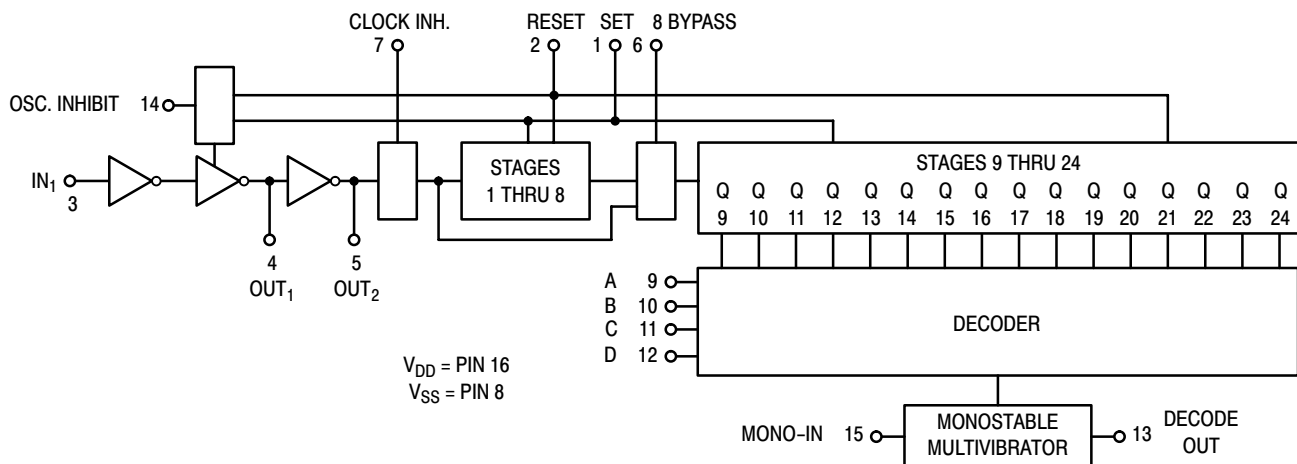 CLOCK INH. RESET SET 8 BYPASS
7 2 1 6
OSC. INHIBIT 14
IN1 3
STAGES
1 THRU 8
STAGES 9 THRU 24
Q Q Q Q Q Q Q Q Q Q Q Q Q Q Q Q
9 10 11 12 13 14 15 16 17 18 19 20 21 22 23 24
4 5
OUT1 OUT2
A 9
B 10
C 11
D 12
DECODER
VDD = PIN 16
VSS = PIN 8
MONO-IN 15
MONOSTABLE
MULTIVIBRATOR
13 DECODE
OUT